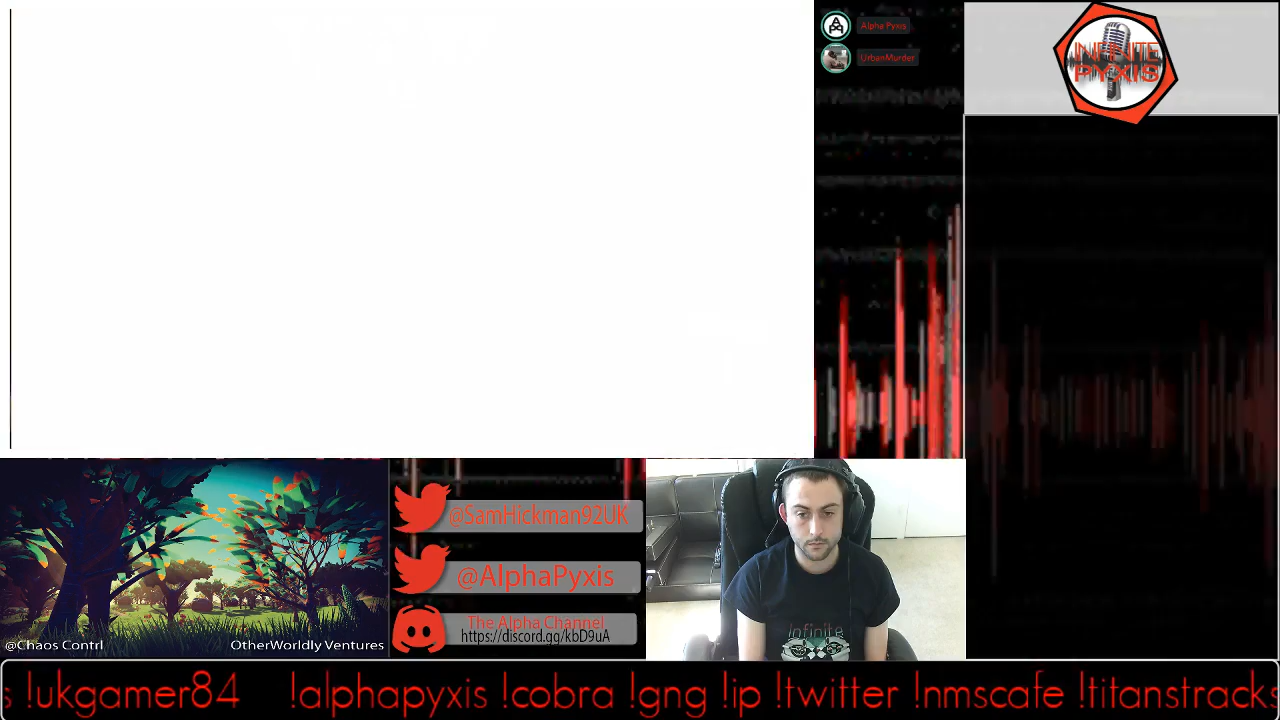 Alpha Pyxis
UrbanMurder
INFINITE
PYXIS
@SamHickman92UK
@AlphaPyxis
The Alpha Channel
https://discord.gg/kbD9uA
@Chaos Contrl
OtherWorldly Ventures
Infinite
s !ukgamer84 !alphapyxis !cobra !gng !ip !twitter !nmscafe !titanstracks